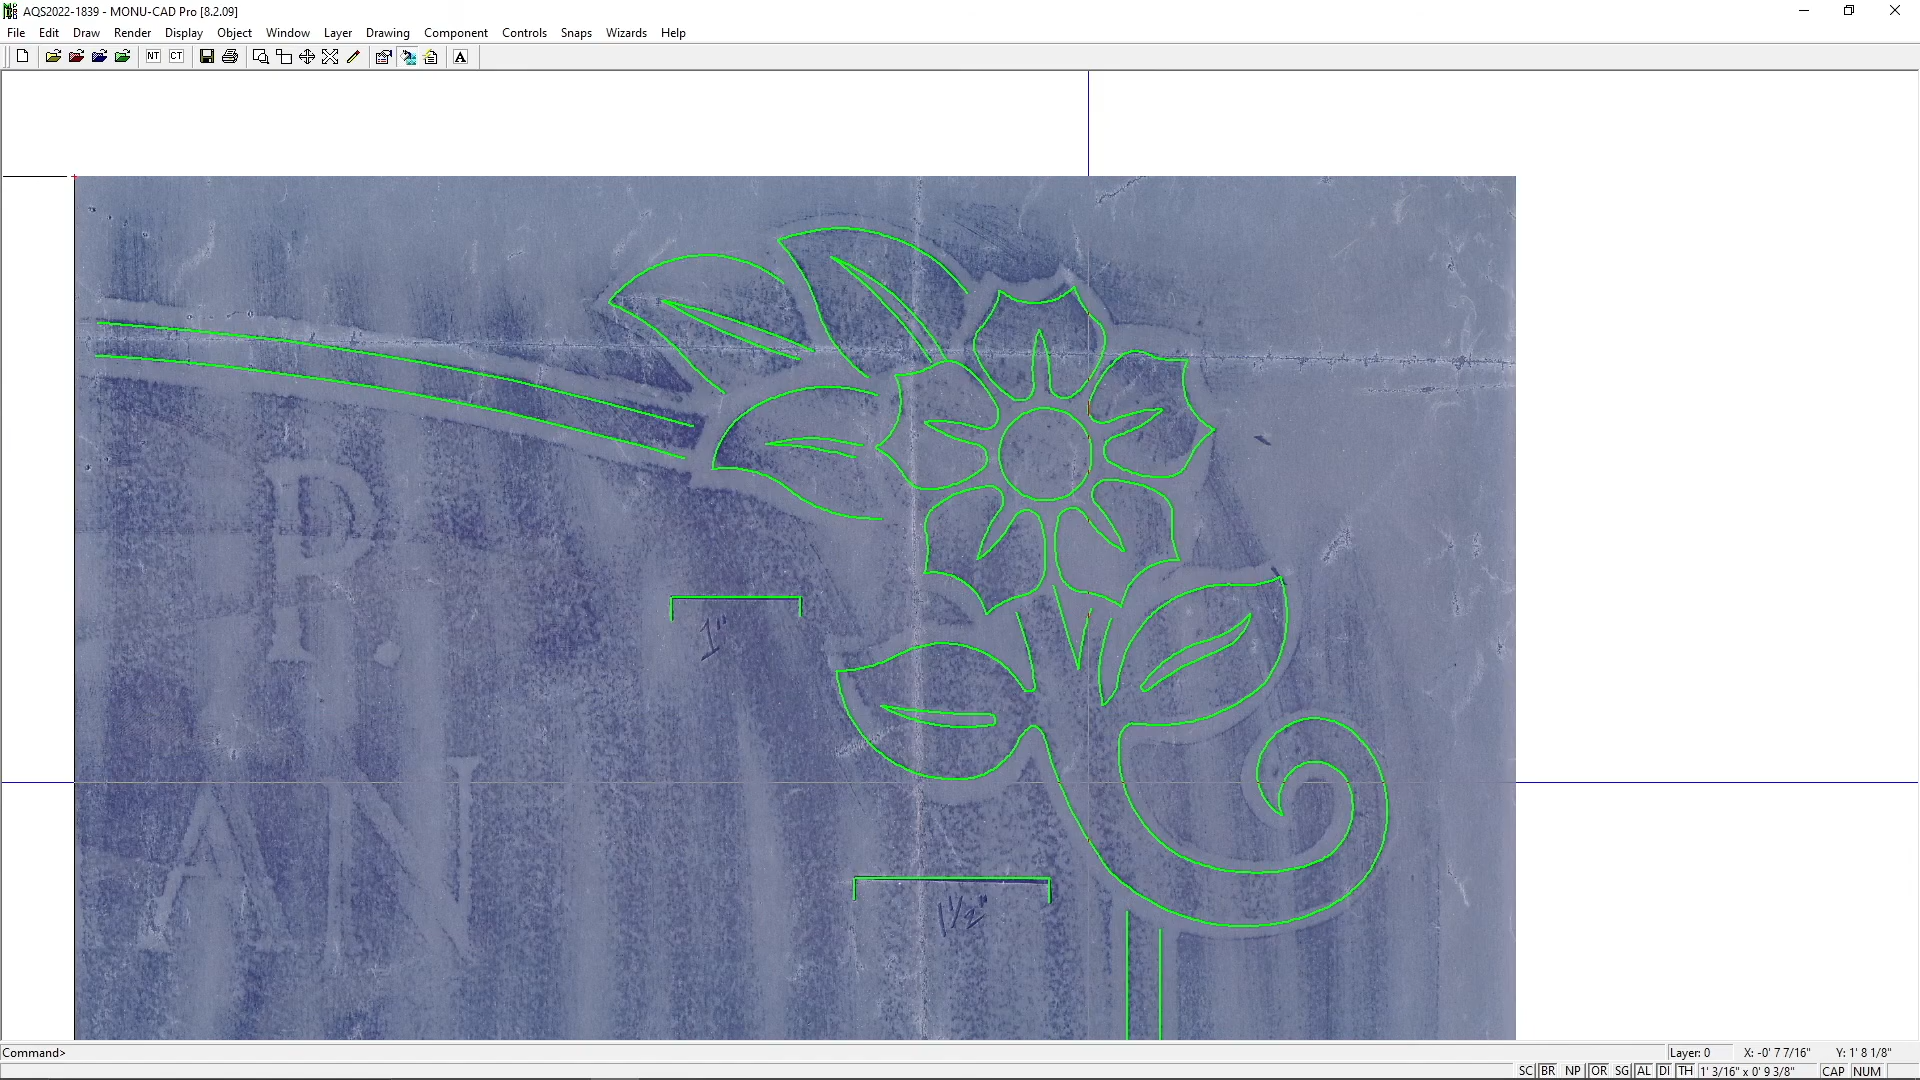 AQS2022-1839 - MONU-CAD Pro [8.2.09]
File Edit Draw Render Display Object Window Layer Drawing Component Controls Snaps Wizards Help
NT CT A
P.
AN
1"
1½"
Command>
Layer: 0 X: -0' 7 7/16" Y: 1' 8 1/8"
SC BR NP OR SG AL DI TH 1' 3/16" x 0' 9 3/8" CAP NUM